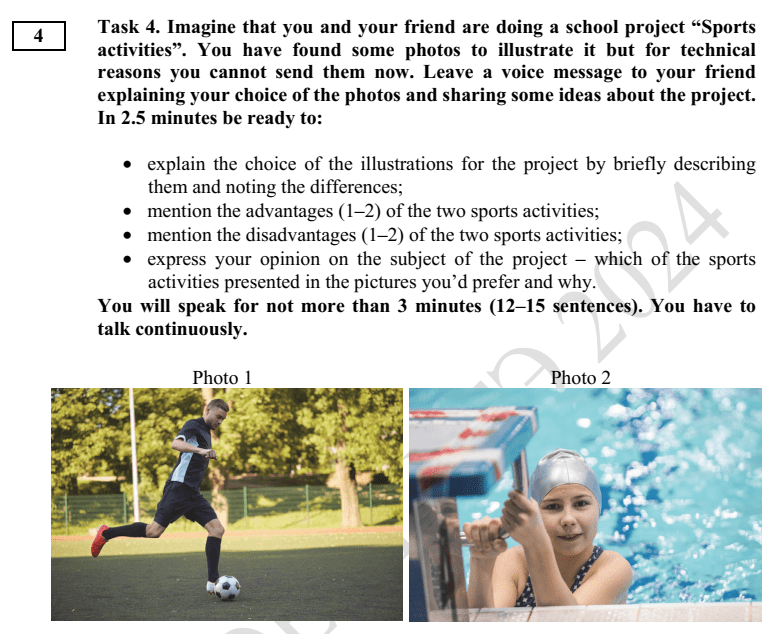 4
Task 4. Imagine that you and your friend are doing a school project “Sports
activities”. You have found some photos to illustrate it but for technical
reasons you cannot send them now. Leave a voice message to your friend
explaining your choice of the photos and sharing some ideas about the project.
In 2.5 minutes be ready to:
• explain the choice of the illustrations for the project by briefly describing
them and noting the differences;
• mention the advantages (1–2) of the two sports activities;
• mention the disadvantages (1–2) of the two sports activities;
• express your opinion on the subject of the project – which of the sports
activities presented in the pictures you’d prefer and why.
You will speak for not more than 3 minutes (12–15 sentences). You have to
talk continuously.
Photo 1
Photo 2
2024